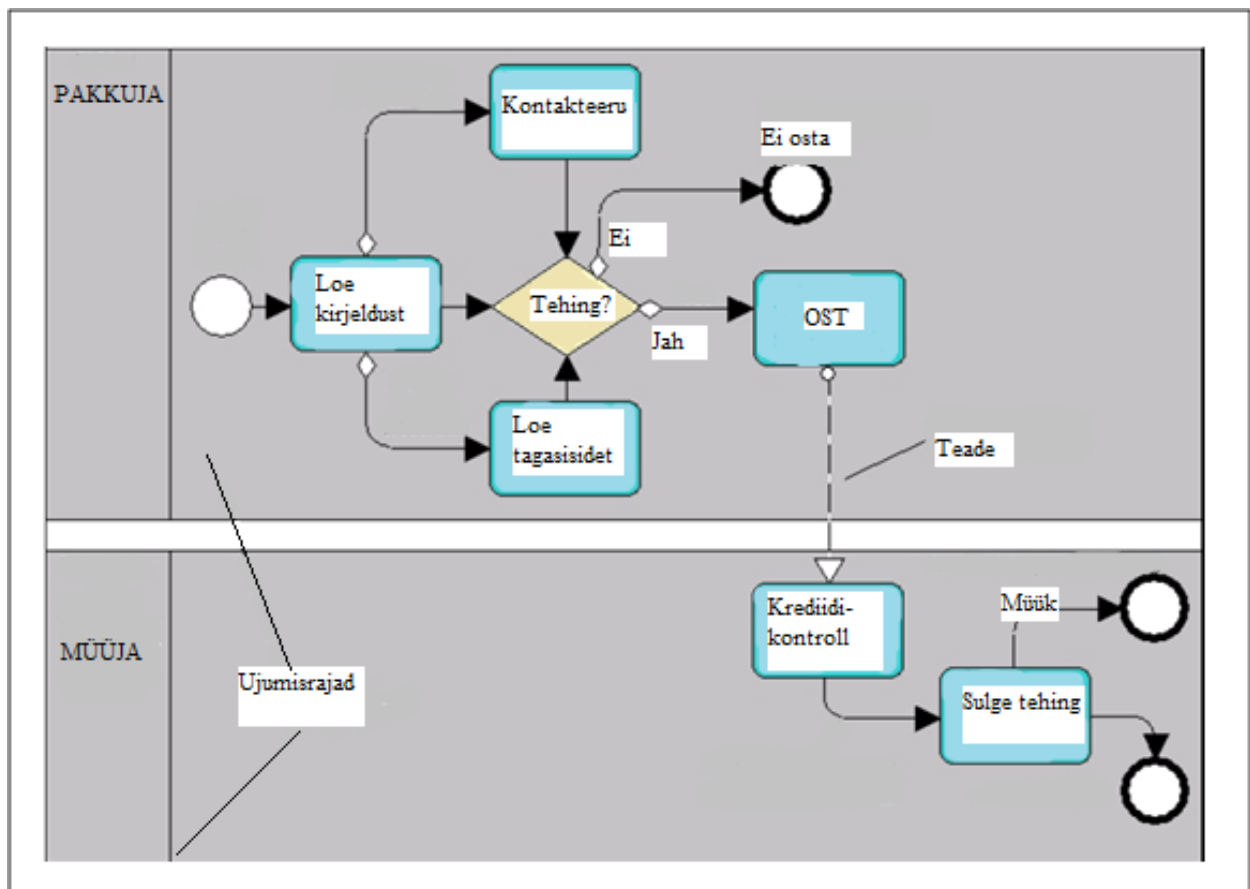 PAKKUJA
Kontakteeru
Ei osta
Ei
Loe
kirjeldust
Tehing?
OST
Jah
Loe
tagasisidet
Teade
MÜÜJA
Ujumisrajad
Krediidi-
kontroll
Müük
Sulge tehing